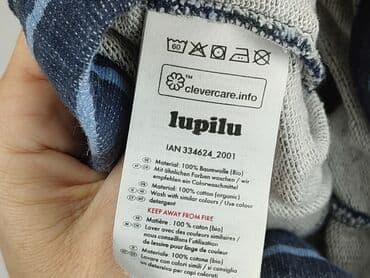 60
™
clevercare.info
lupilu
IAN 334624_2001
Material: 100% Baumwolle (Bio)
Mit ähnlichen Farben waschen / wir
empfehlen ein Colorwaschmittel
Material: 100% cotton (organic)
Wash with similar colours / Use colour
detergent
KEEP AWAY FROM FIRE
Matière: 100% coton (bio)
Laver avec des couleurs similaires /
nous conseillons l'utilisation
de lessive pour linge de couleur
Materiale: 100% cotone (bio)
Lavare con colori simili / si consiglia
un detersivo per capi colorati